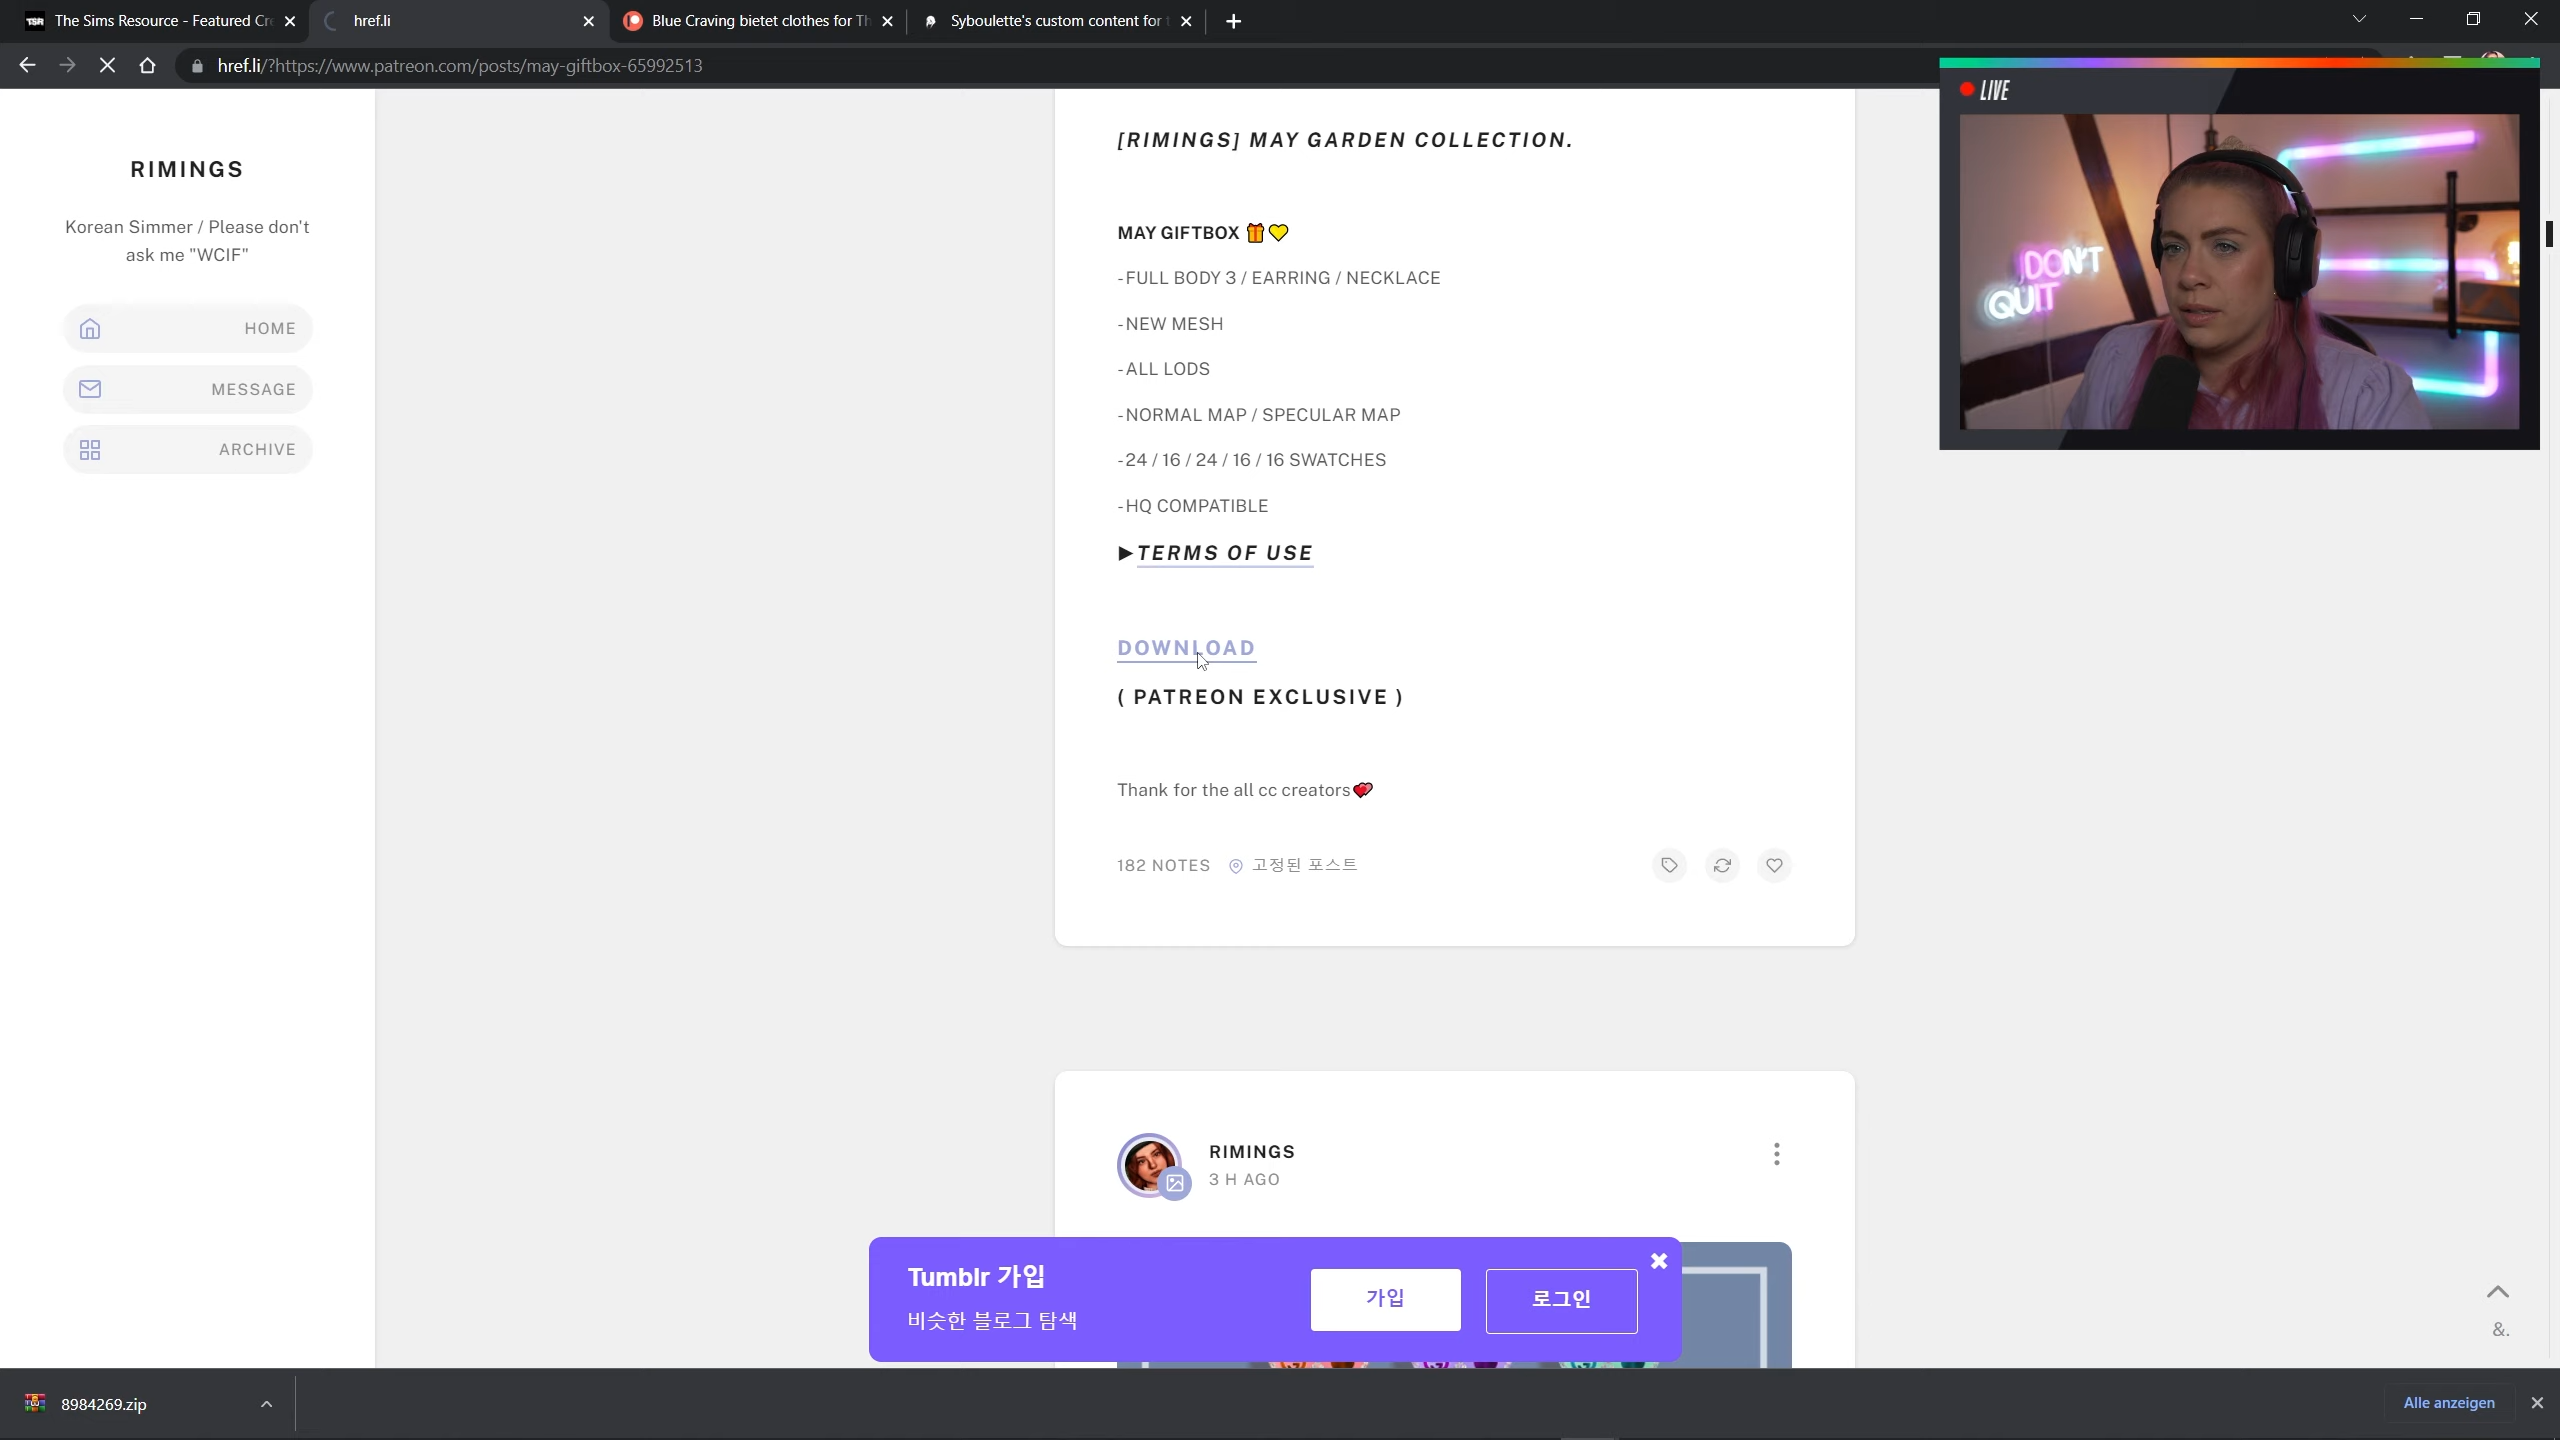 The Sims Resource - Featured Cr
href.li
Blue Craving bietet clothes for Th
Syboulette's custom content for t
href.li/?https://www.patreon.com/posts/may-giftbox-65992513
LIVE
DON'T
QUIT
RIMINGS
Korean Simmer / Please don't
ask me "WCIF"
HOME
MESSAGE
ARCHIVE
[RIMINGS] MAY GARDEN COLLECTION.
MAY GIFTBOX 🎁💛
-FULL BODY 3 / EARRING / NECKLACE
-NEW MESH
-ALL LODS
-NORMAL MAP / SPECULAR MAP
-24 / 16 / 24 / 16 / 16 SWATCHES
-HQ COMPATIBLE
▶TERMS OF USE
DOWNLOAD
( PATREON EXCLUSIVE )
Thank for the all cc creators💕
182 NOTES 고정된 포스트
RIMINGS
3 H AGO
Tumblr 가입
비슷한 블로그 탐색
가입
로그인
&.
8984269.zip
Alle anzeigen